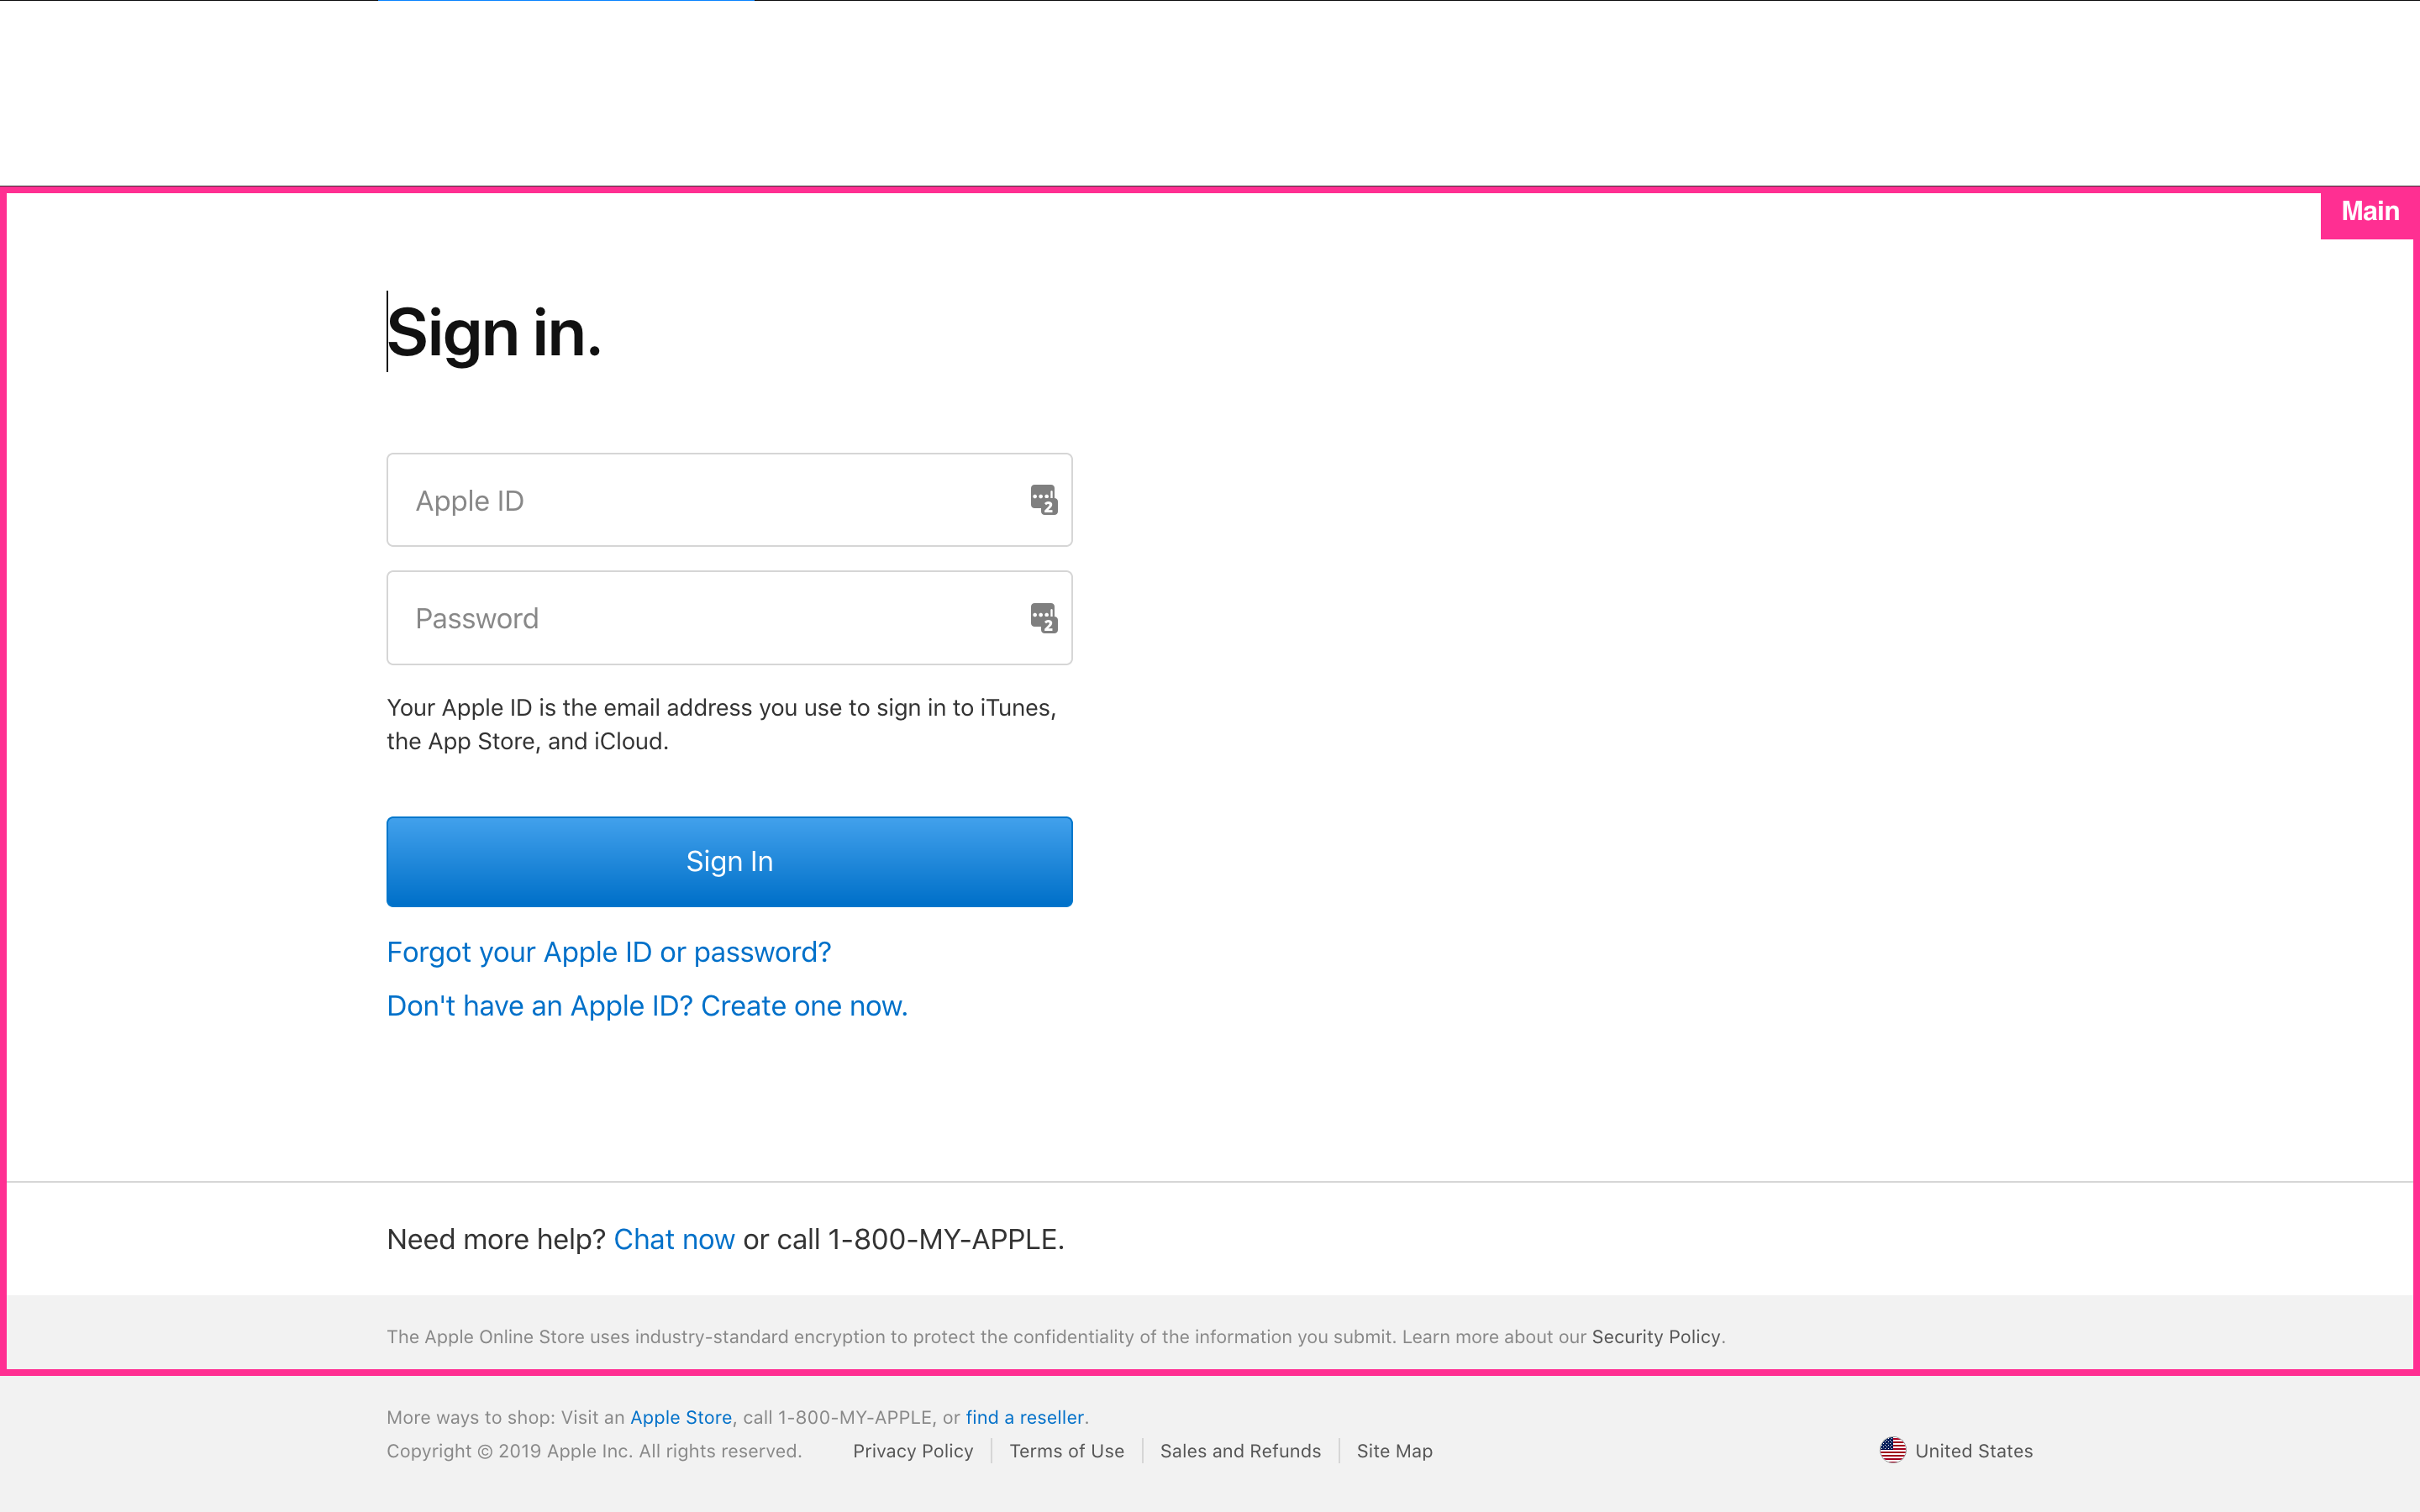 Main
Sign in.
Apple ID
2
Password
2
Your Apple ID is the email address you use to sign in to iTunes,
the App Store, and iCloud.
Sign In
Forgot your Apple ID or password?
Don't have an Apple ID? Create one now.
Need more help? Chat now or call 1-800-MY-APPLE.
The Apple Online Store uses industry-standard encryption to protect the confidentiality of the information you submit. Learn more about our Security Policy.
More ways to shop: Visit an Apple Store, call 1-800-MY-APPLE, or find a reseller.
Copyright © 2019 Apple Inc. All rights reserved. Privacy Policy Terms of Use Sales and Refunds Site Map United States